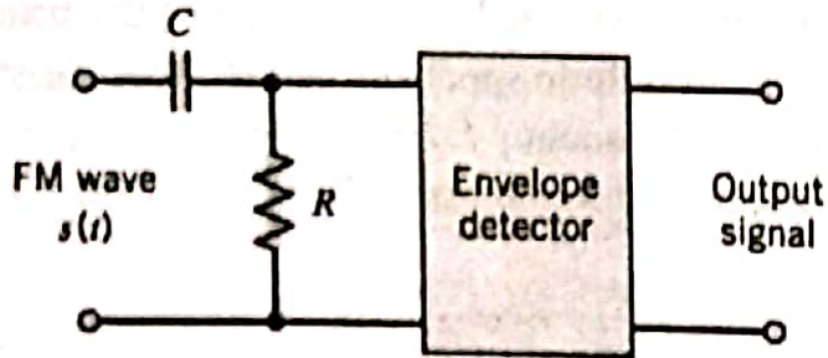 C
FM wave
s(t)
R
Envelope
detector
Output
signal